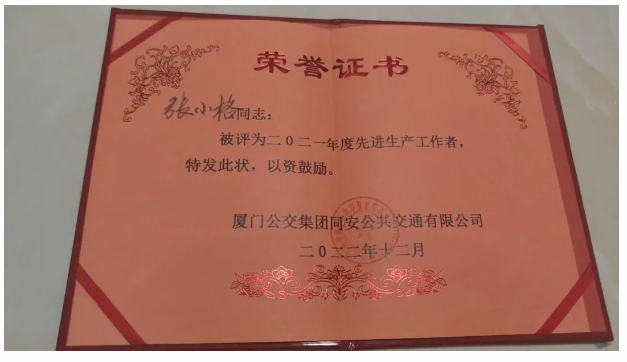 荣誉证书
张小格同志：
被评为二〇二一年度先进生产工作者，
特发此状，以资鼓励。
厦门公交集团同安公共交通有限公司
二〇二二年十二月